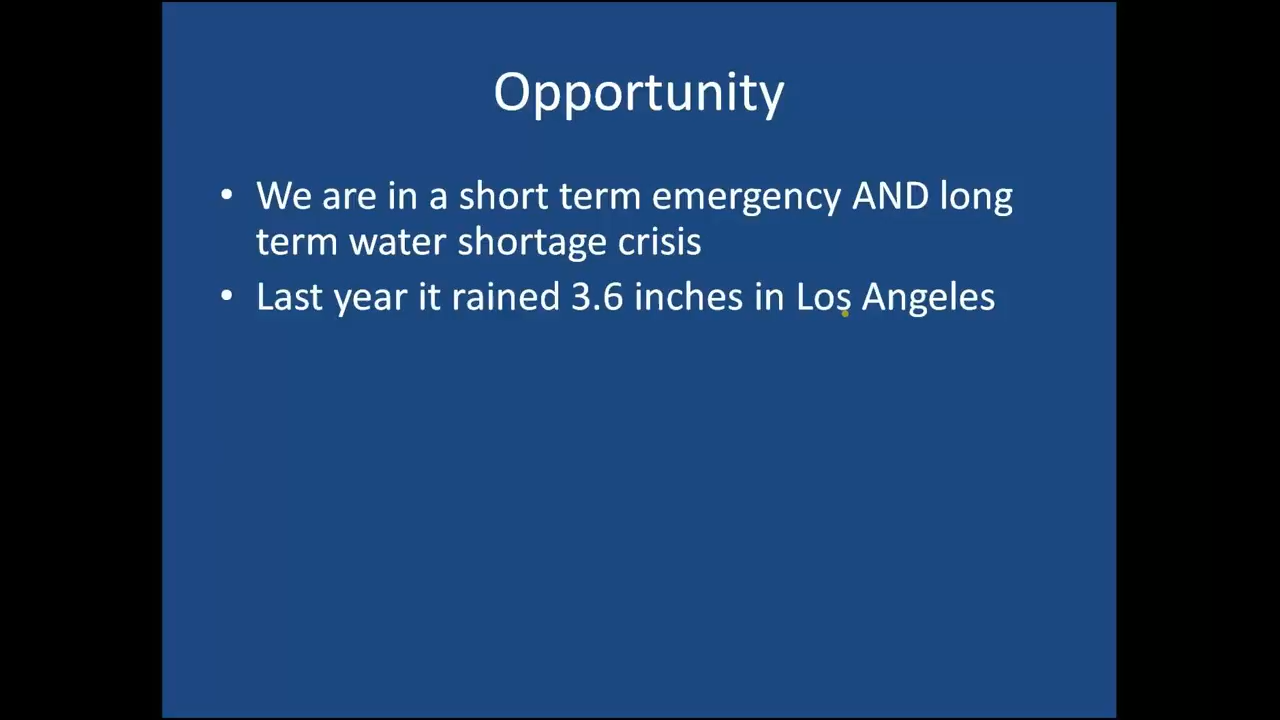 Opportunity
• We are in a short term emergency AND long
term water shortage crisis
• Last year it rained 3.6 inches in Los Angeles